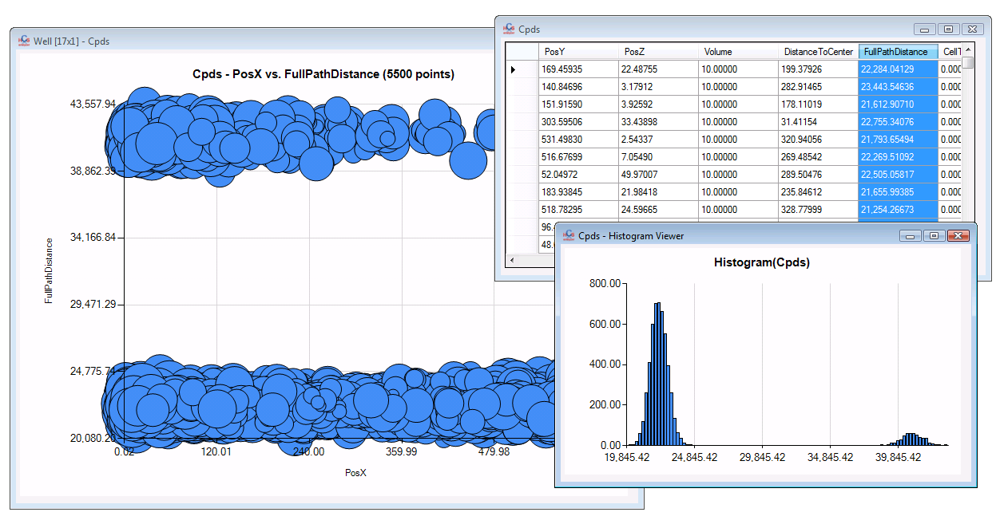 Well [17x1] - Cpds
Cpds - PosX vs. FullPathDistance (5500 points)
43,557.94
38,862.39
34,166.84
29,471.29
24,775.74
20,080.20
FullPathDistance
0.02 120.01 240.00 359.99 479.98
PosX
Cpds
PosY PosZ Volume DistanceToCenter FullPathDistance CellT
169.45935 22.48755 10.00000 199.37926 22,284.04129 0.000
140.84696 3.17912 10.00000 282.91465 23,443.54636 0.000
151.91590 3.92592 10.00000 178.11019 21,612.90710 0.000
303.59506 33.43898 10.00000 31.41154 22,755.34076 0.000
531.49830 2.54337 10.00000 320.94056 21,793.65494 0.000
516.67699 7.05490 10.00000 269.48542 22,269.51092 0.000
52.04972 49.97007 10.00000 289.50476 22,505.05817 0.000
183.93845 21.98418 10.00000 235.84612 21,655.99385 0.000
518.78295 24.59665 10.00000 328.77999 21,254.26673 0.000
96.
48.
Cpds - Histogram Viewer
Histogram(Cpds)
800.00
600.00
400.00
200.00
0.00
19,845.42 24,845.42 29,845.42 34,845.42 39,845.42